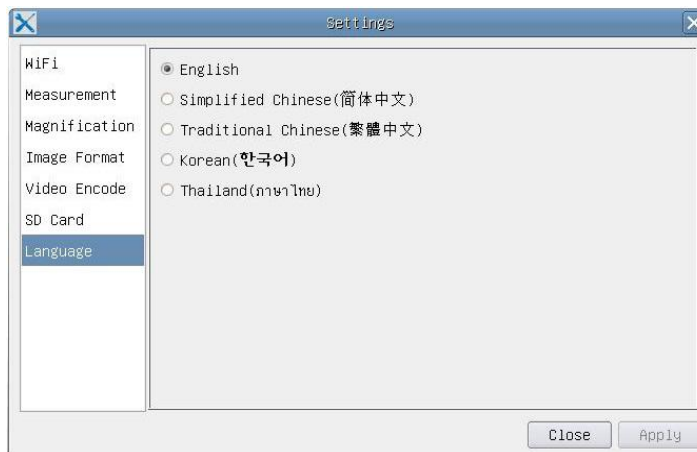 Settings
WiFi
Measurement
Magnification
Image Format
Video Encode
SD Card
Language
English
Simplified Chinese(简体中文)
Traditional Chinese(繁體中文)
Korean(한국어)
Thailand(ภาษาไทย)
Close
Apply